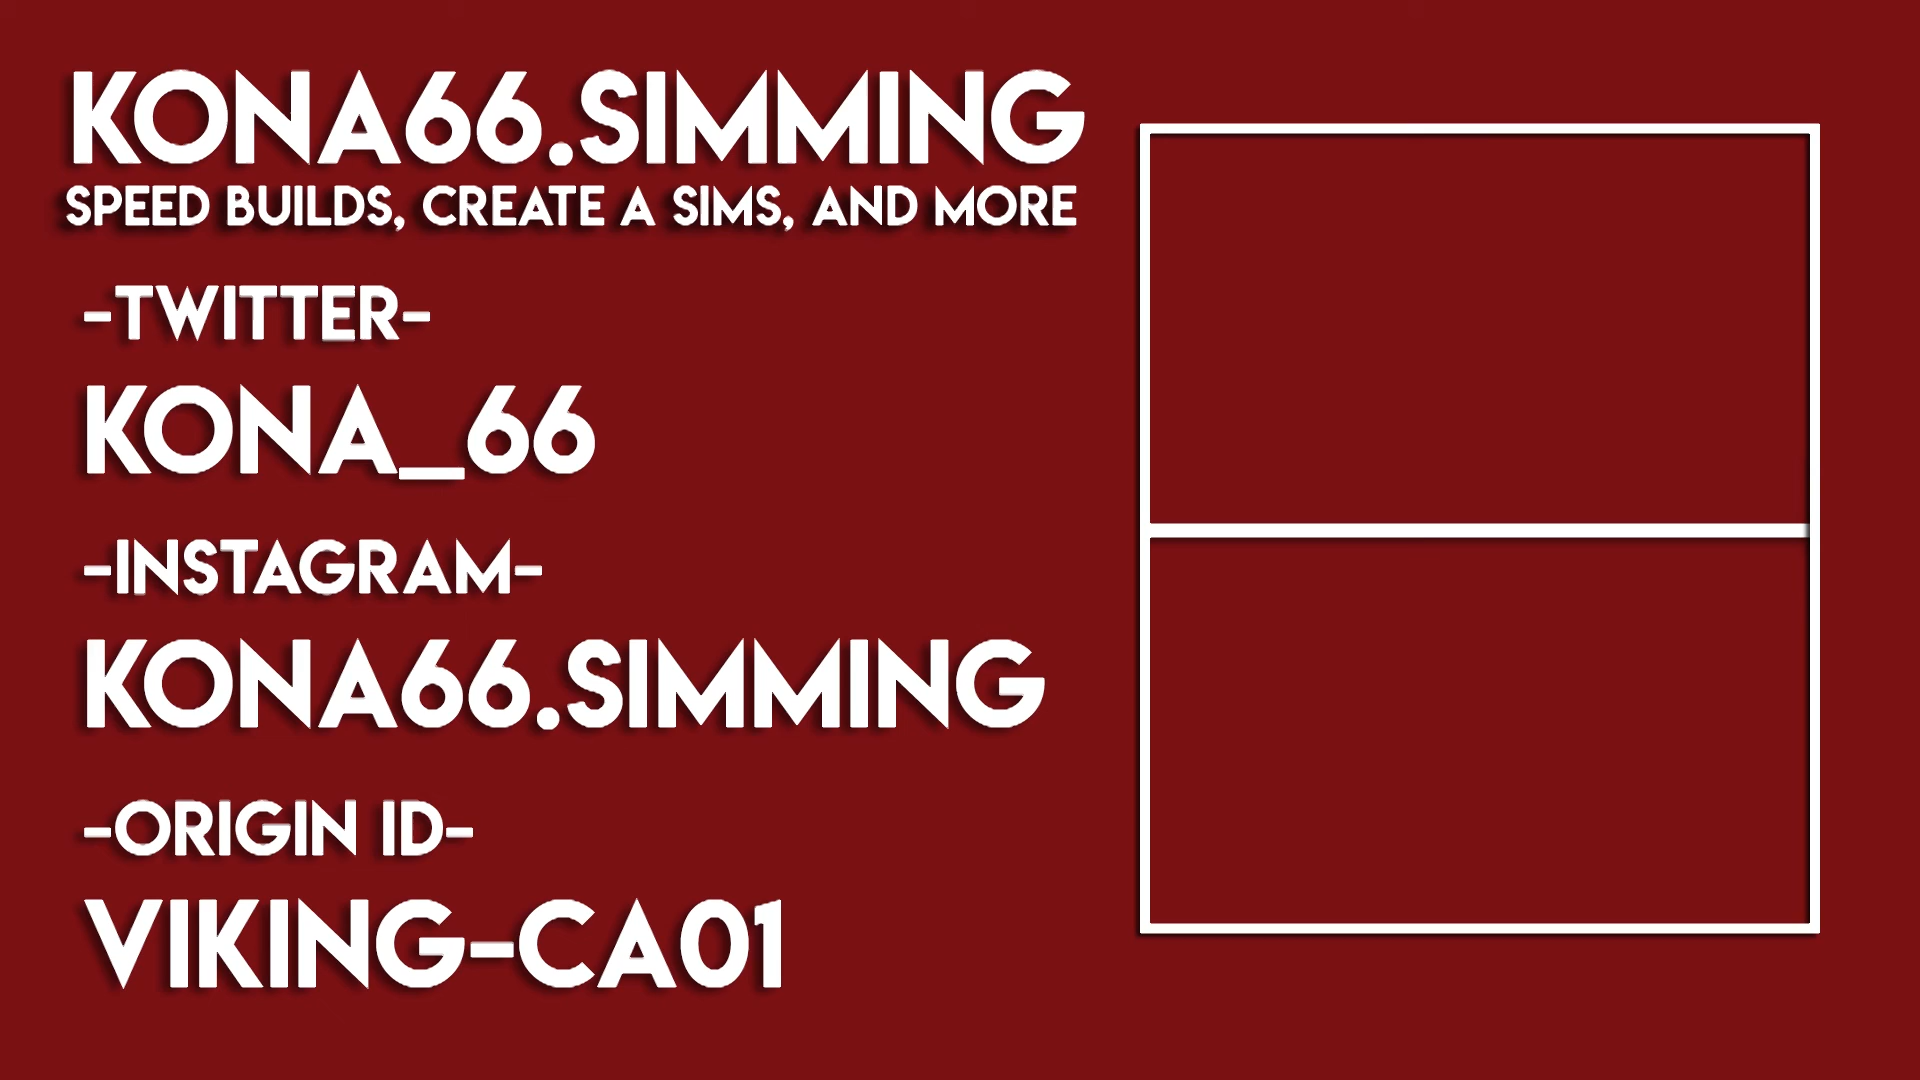 KONA66.SIMMING
SPEED BUILDS, CREATE A SIMS, AND MORE
-TWITTER-
KONA_66
-INSTAGRAM-
KONA66.SIMMING
-ORIGIN ID-
VIKING-CA01